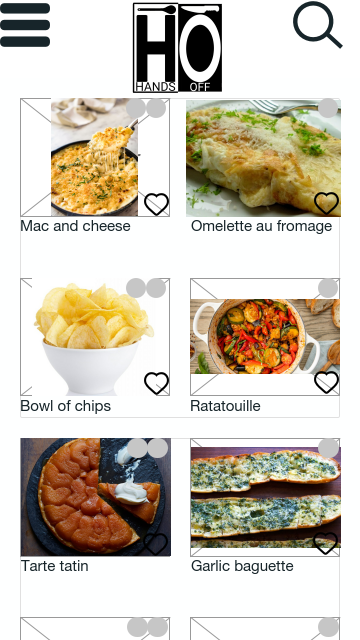 HO
HANDS OFF
Mac and cheese
Omelette au fromage
Bowl of chips
Ratatouille
Tarte tatin
Garlic baguette